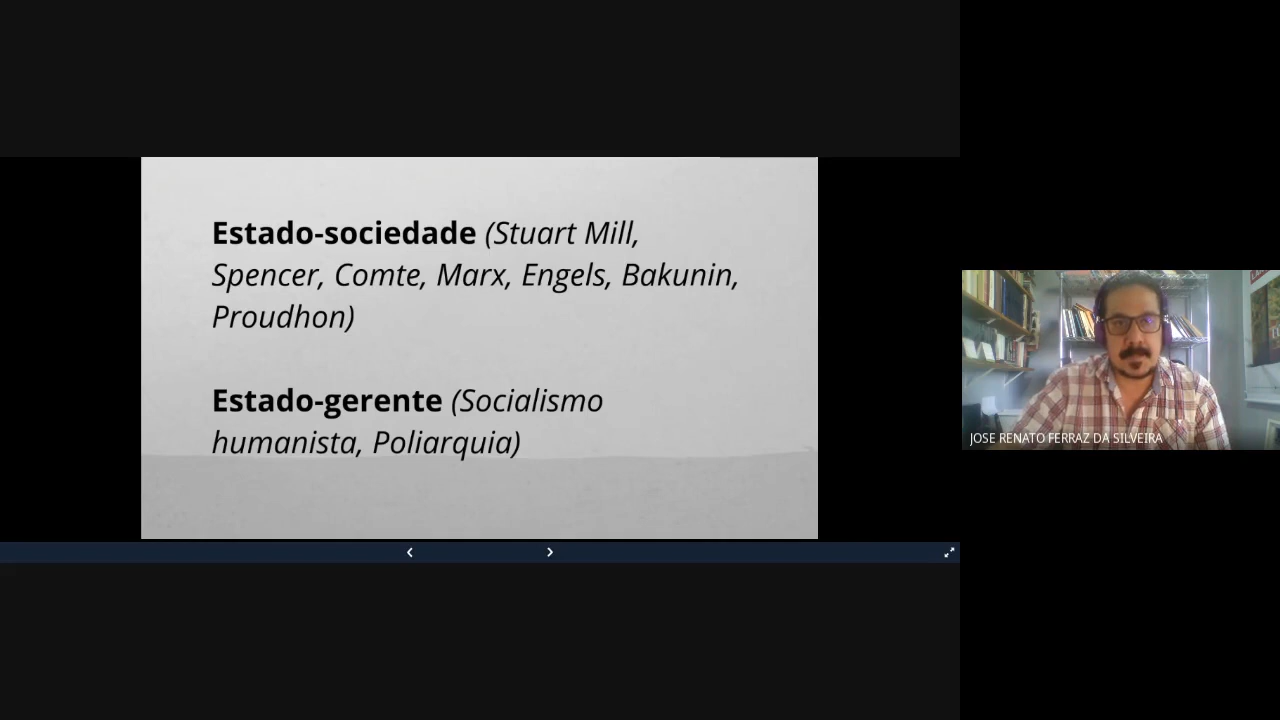 Estado-sociedade (Stuart Mill,
Spencer, Comte, Marx, Engels, Bakunin,
Proudhon)
Estado-gerente (Socialismo
humanista, Poliarquia)
JOSE RENATO FERRAZ DA SILVEIRA